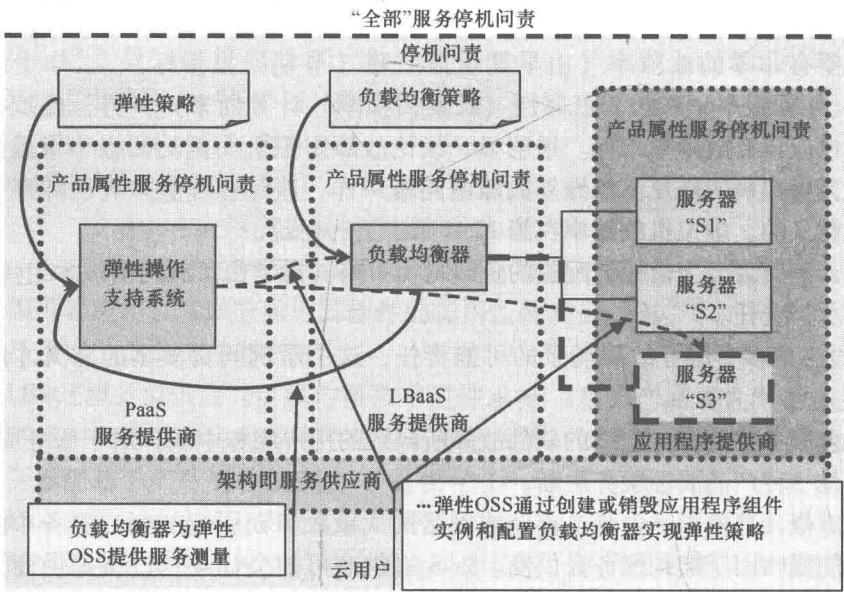 “全部”服务停机问责
停机问责
弹性策略
负载均衡策略
产品属性服务停机问责
产品属性服务停机问责
产品属性服务停机问责
服务器
“S1”
弹性操作
支持系统
负载均衡器
服务器
“S2”
服务器
“S3”
PaaS
服务提供商
LBaaS
服务提供商
应用程序提供商
架构即服务供应商
负载均衡器为弹性
OSS提供服务测量
云用户
…弹性OSS通过创建或销毁应用程序组件
实例和配置负载均衡器实现弹性策略